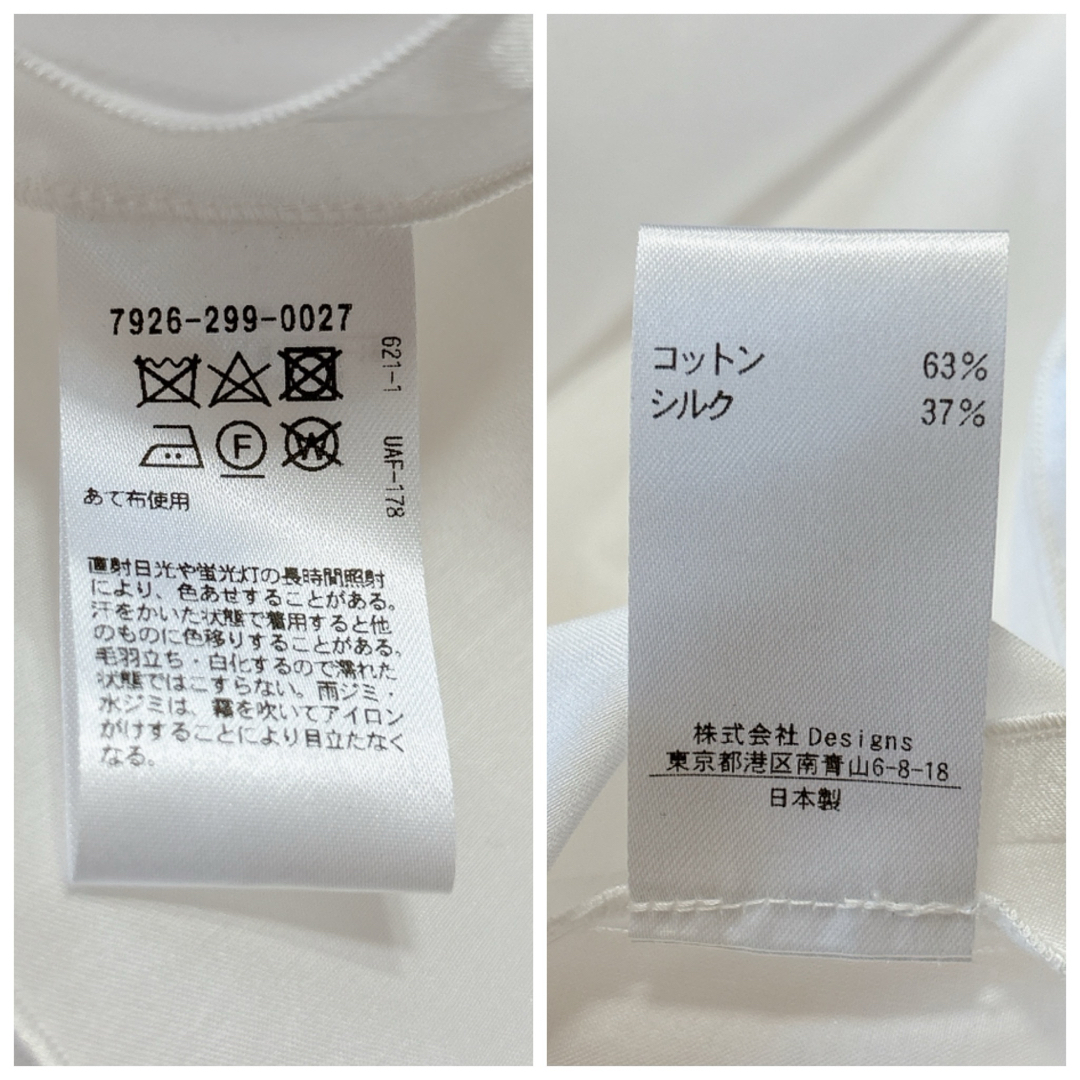 7926-299-0027
F
W
621-1 UAF-178
あて布使用
直射日光や蛍光灯の長時間照射
により、色あせすることがある。
汗をかいた状態で着用すると他
のものに色移りすることがある。
毛羽立ち・白化するので濡れた
状態ではこすらない。雨ジミ・
水ジミは、霧を吹いてアイロン
がけすることにより目立たなく
なる。
コットン 63%
シルク 37%
株式会社Designs
東京都港区南青山6-8-18
日本製